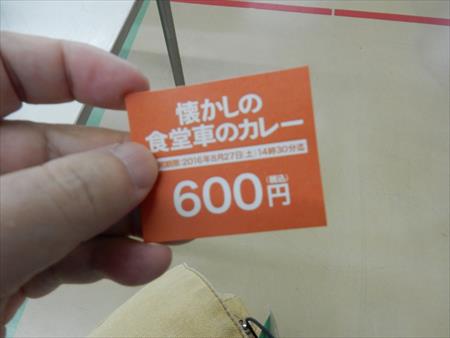 懐かしの
食堂車のカレー
期限:2016年8月27日(土)14時30分迄
600円(税込)